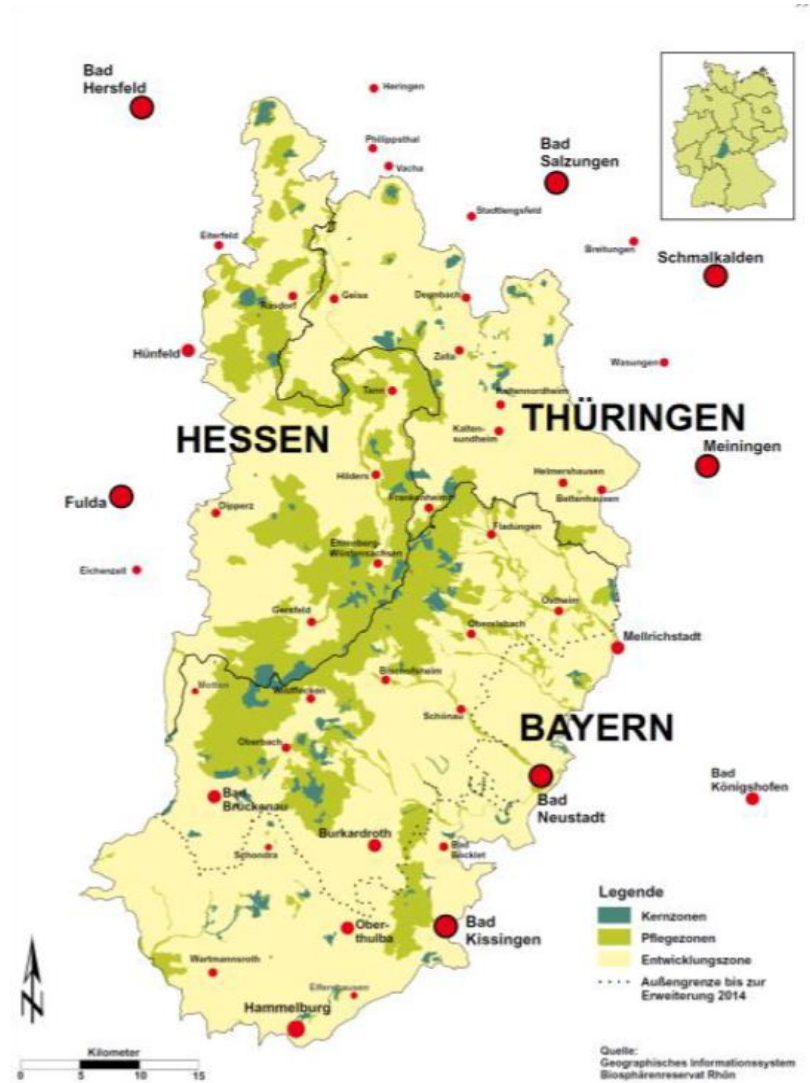 Bad
Hersfeld
Heringen
Philippsthal
Vacha
Bad
Salzungen
Stadtlengsfeld
Eiterfeld
Breitungen
Schmalkalden
Rasdorf
Geisa
Dermbach
Hünfeld
Zella
Wasungen
Tann
Kaltennordheim
THÜRINGEN
Kalten-
sundheim
HESSEN
Meiningen
Hilders
Helmershausen
Bettenhausen
Fulda
Dipperz
Frankenheim
Fladungen
Ehrenberg-
Wüstensachsen
Eichenzell
Gersfeld
Ostheim
Oberelsbach
Mellrichstadt
Motten
Wildflecken
Bischofsheim
Schönau
BAYERN
Oberbach
Bad
Neustadt
Bad
Königshofen
Bad
Brückenau
Burkardroth
Schondra
Bad
Bocklet
Ober-
thulba
Bad
Kissingen
Wartmannsroth
Elfershausen
Hammelburg
Legende
Kernzonen
Pflegezonen
Entwicklungszone
Außengrenze bis zur
Erweiterung 2014
N
Kilometer
0 5 10 15
Quelle:
Geographisches Informationssystem
Biosphärenreservat Rhön